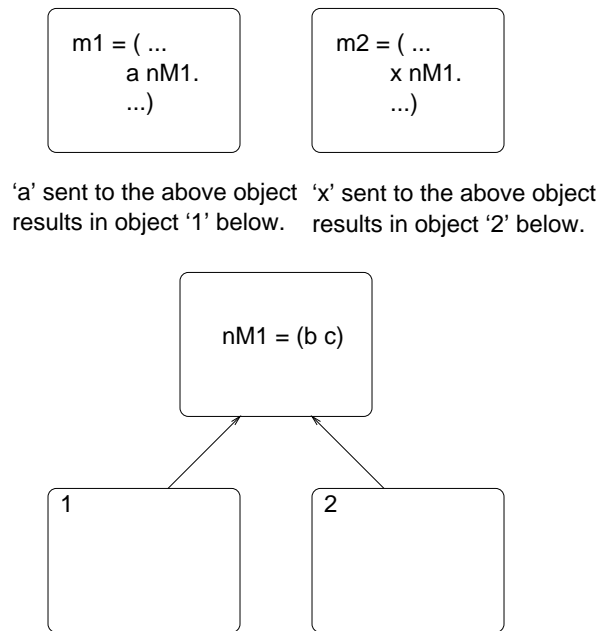 m1 = ( ...
a nM1.
...)
m2 = ( ...
x nM1.
...)
‘a’ sent to the above object
results in object ‘1’ below.
‘x’ sent to the above object
results in object ‘2’ below.
nM1 = (b c)
1
2